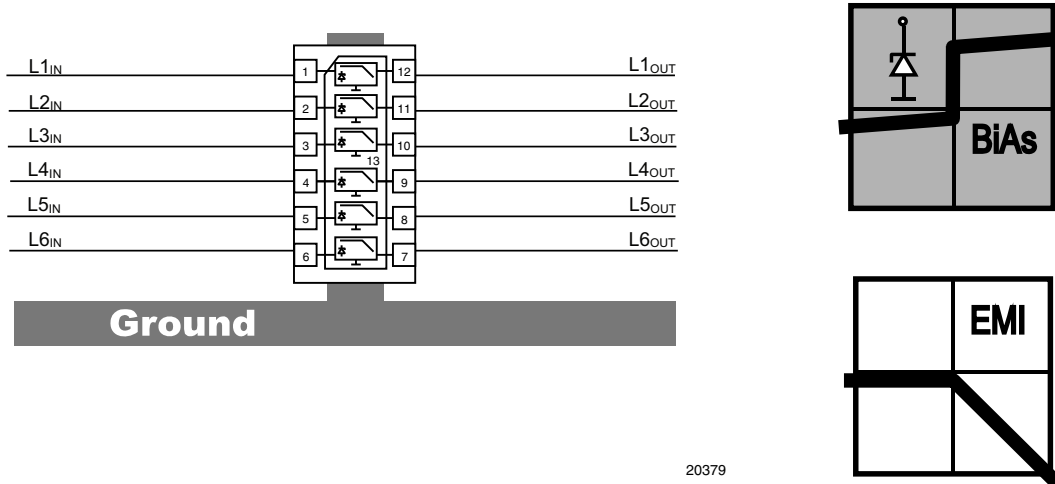 L1IN
1
12
L1OUT
L2IN
2
11
L2OUT
L3IN
3
10
L3OUT
13
L4IN
4
9
L4OUT
L5IN
5
8
L5OUT
L6IN
6
7
L6OUT
Ground
20379
BiAs
EMI